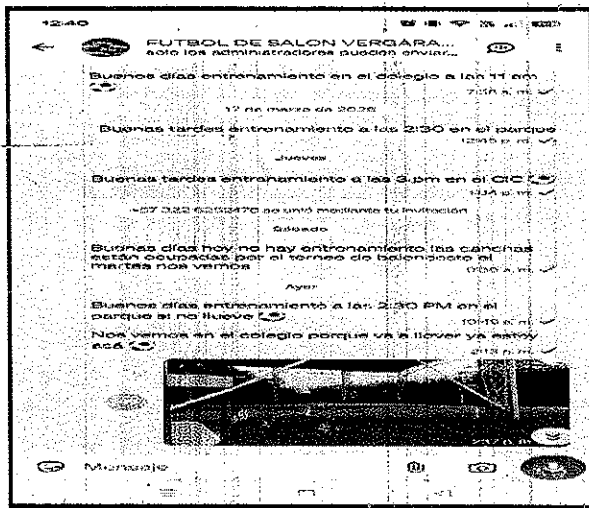 12:40
FUTBOL DE SALON VERGARA...
solo los administradores pueden enviar...
Buenos días entrenamiento en el colegio a las 11 am
a. m.
17 de marzo de
Buenas tardes entrenamiento a las 2:30 en el parque
p. m.
Jueves
Buenas tardes entrenamiento a las 3 pm en el CIC
p. m.
se unió mediante tu invitación
Sábado
Buenos días hoy no hay entrenamiento las canchas
están ocupadas por el torneo de baloncesto el
martes nos vemos
a. m.
Ayer
Buenos días entrenamiento a las 2:30 PM en el
parque si no llueve
Nos vemos en el colegio porque va a llover ya estoy
acá
p. m.
Mensaje